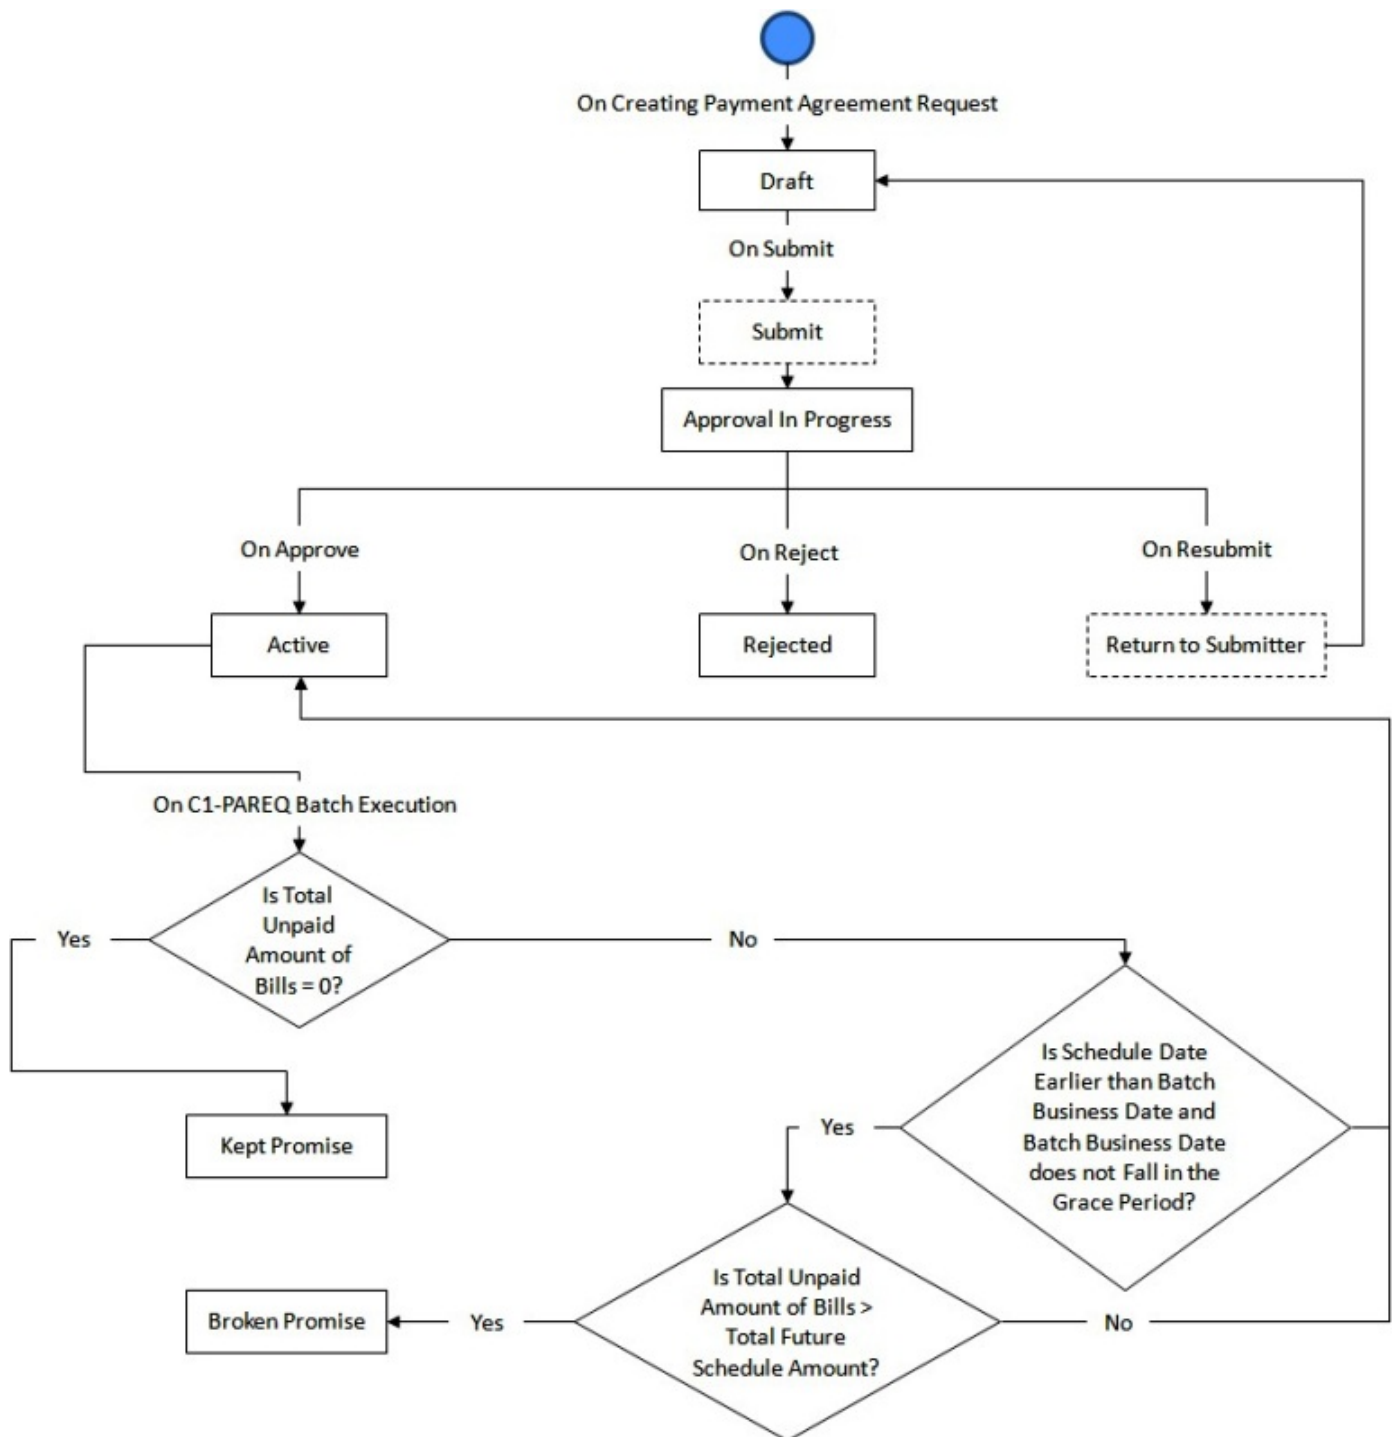 On Creating Payment Agreement Request
Draft
On Submit
Submit
Approval In Progress
On Approve
On Reject
On Resubmit
Active
Rejected
Return to Submitter
On C1-PAREQ Batch Execution
Is Total
Unpaid
Amount of
Bills = 0?
Yes
No
Is Schedule Date
Earlier than Batch
Business Date and
Batch Business Date
does not Fall in the
Grace Period?
Yes
Kept Promise
Is Total Unpaid
Amount of Bills >
Total Future
Schedule Amount?
Yes
No
Broken Promise